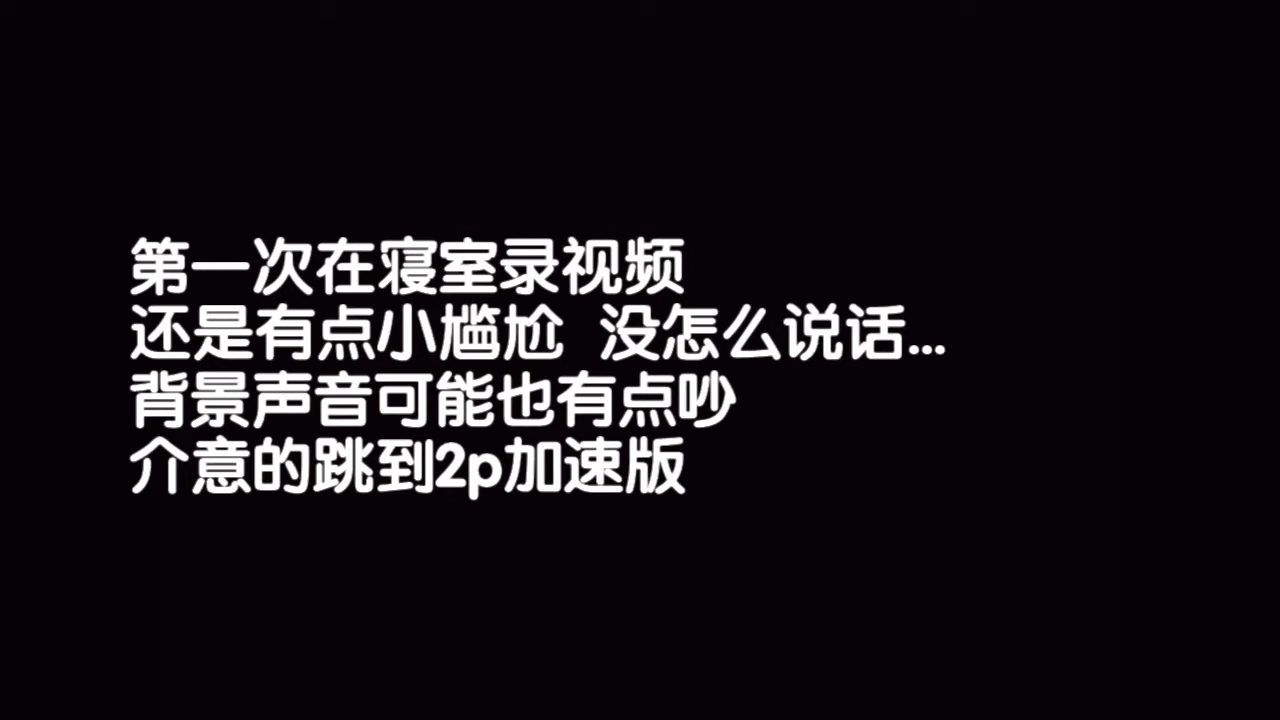 第一次在寝室录视频
还是有点小尴尬 没怎么说话...
背景声音可能也有点吵
介意的跳到2p加速版